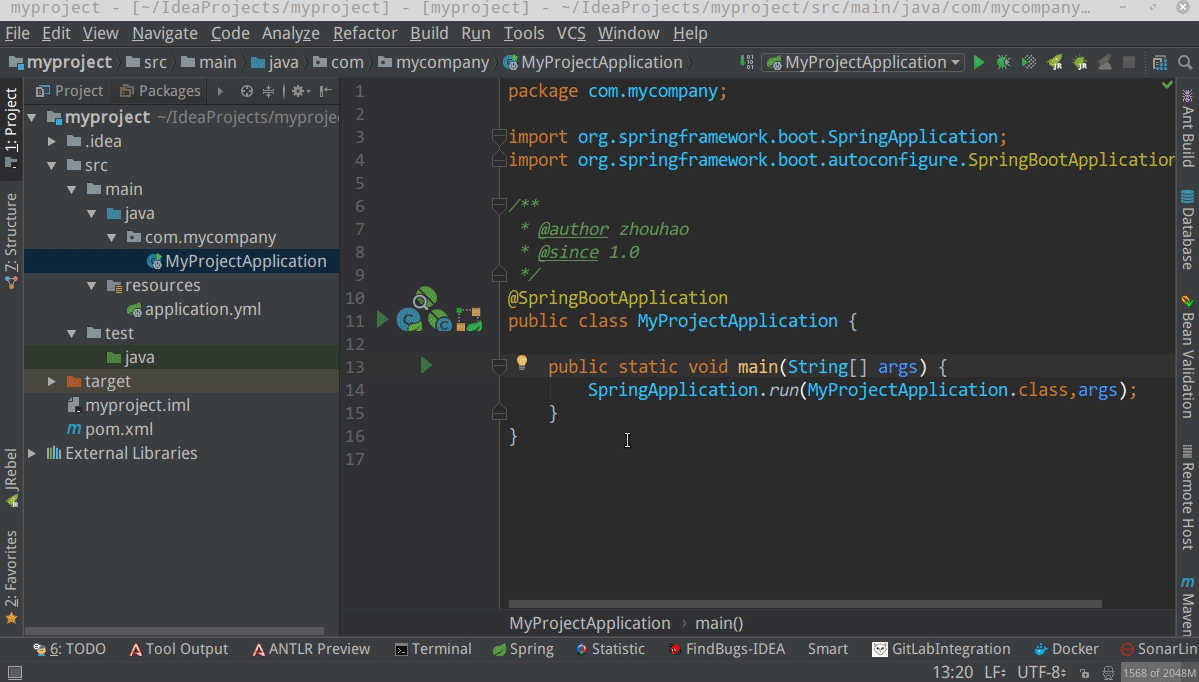 myproject - [~/IdeaProjects/myproject] - [myproject] - ~/IdeaProjects/myproject/src/main/java/com/mycompany…
File Edit View Navigate Code Analyze Refactor Build Run Tools VCS Window Help
myproject src main java com mycompany MyProjectApplication MyProjectApplication
1: Project
7: Structure
JRebel
2: Favorites
Project Packages
myproject ~/IdeaProjects/myproje
.idea
src
main
java
com.mycompany
MyProjectApplication
resources
application.yml
test
java
target
myproject.iml
pom.xml
External Libraries
1 package com.mycompany;
2
3 import org.springframework.boot.SpringApplication;
4 import org.springframework.boot.autoconfigure.SpringBootApplication
5
6 /**
7 * @author zhouhao
8 * @since 1.0
9 */
10 @SpringBootApplication
11 public class MyProjectApplication {
12
13 public static void main(String[] args) {
14 SpringApplication.run(MyProjectApplication.class,args);
15 }
16 }
17
MyProjectApplication › main()
Ant Build
Database
Bean Validation
Remote Host
Maven
6: TODO Tool Output ANTLR Preview Terminal Spring Statistic FindBugs-IDEA Smart GitLabIntegration Docker SonarLin
13:20 LF UTF-8 1568 of 2048M